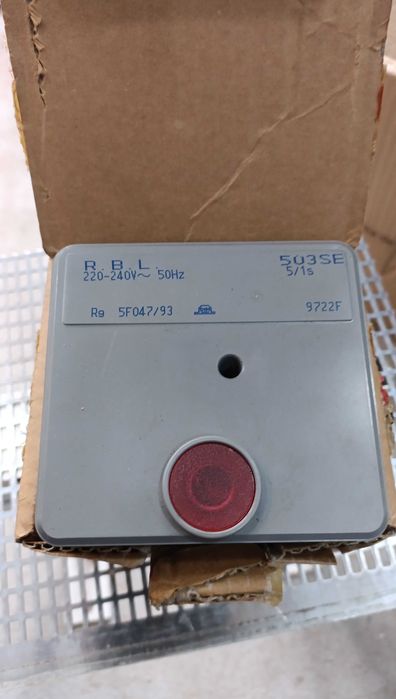 R.B.L. 503SE
220-240V~ 50Hz 5/1s
Rg 5F047/93 9722F